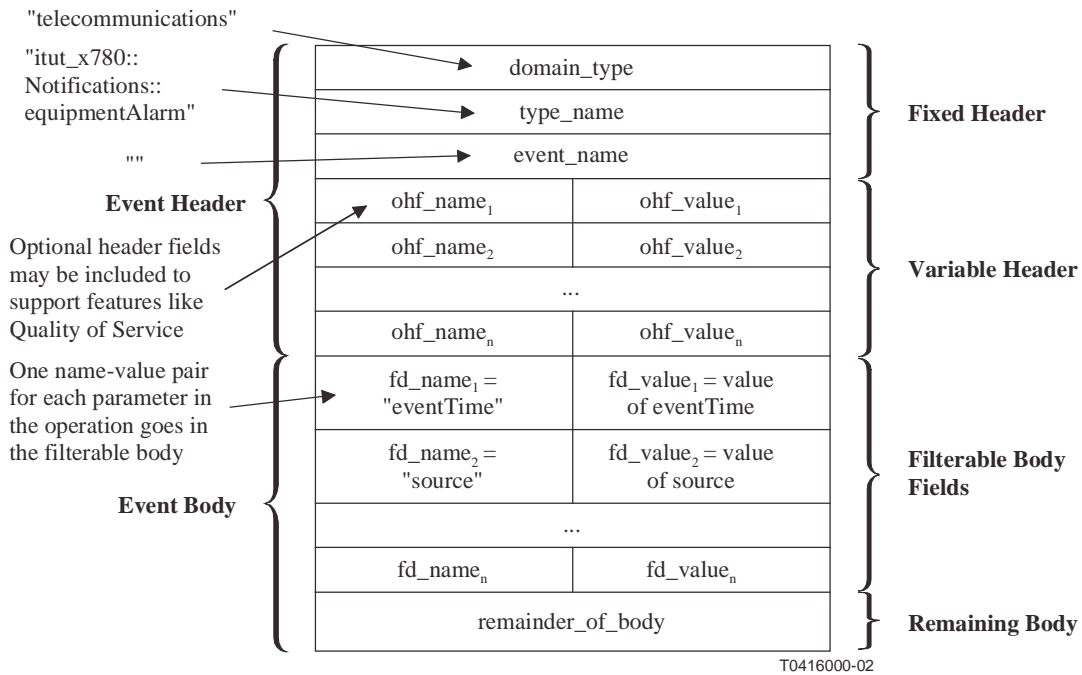 "telecommunications"
"itut_x780::
Notifications::
equipmentAlarm"
""
Event Header
Optional header fields
may be included to
support features like
Quality of Service
One name-value pair
for each parameter in
the operation goes in
the filterable body
Event Body
domain_type
type_name
event_name
ohf_name1 ohf_value1
ohf_name2 ohf_value2
...
ohf_namen ohf_valuen
fd_name1 = fd_value1 = value
"eventTime" of eventTime
fd_name2 = fd_value2 = value
"source" of source
...
fd_namen fd_valuen
remainder_of_body
Fixed Header
Variable Header
Filterable Body
Fields
Remaining Body
T0416000-02